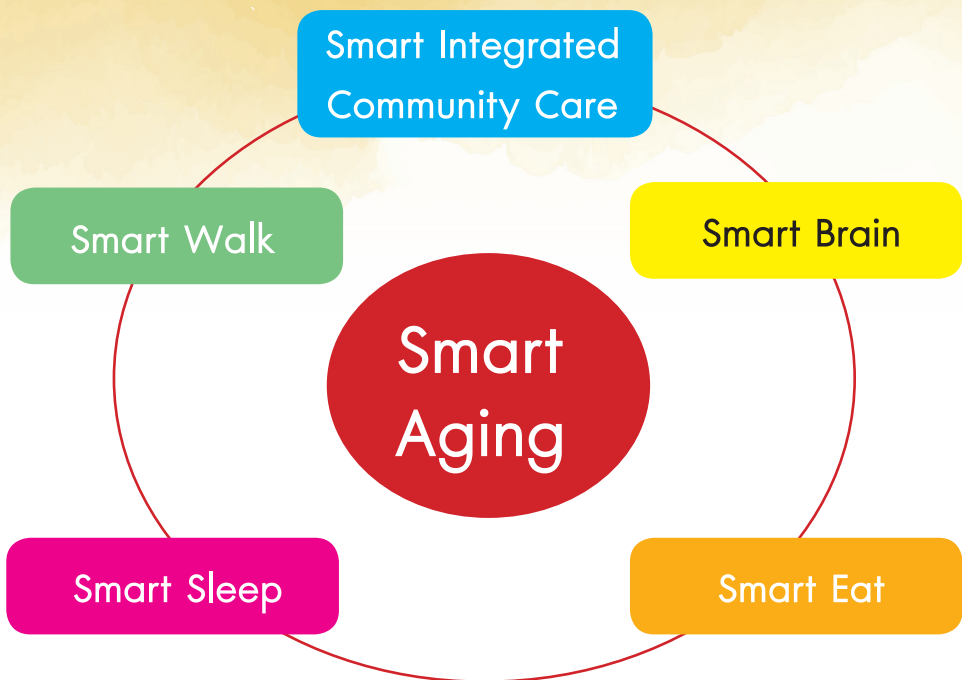 Smart Integrated
Community Care
Smart Walk
Smart Brain
Smart
Aging
Smart Sleep
Smart Eat